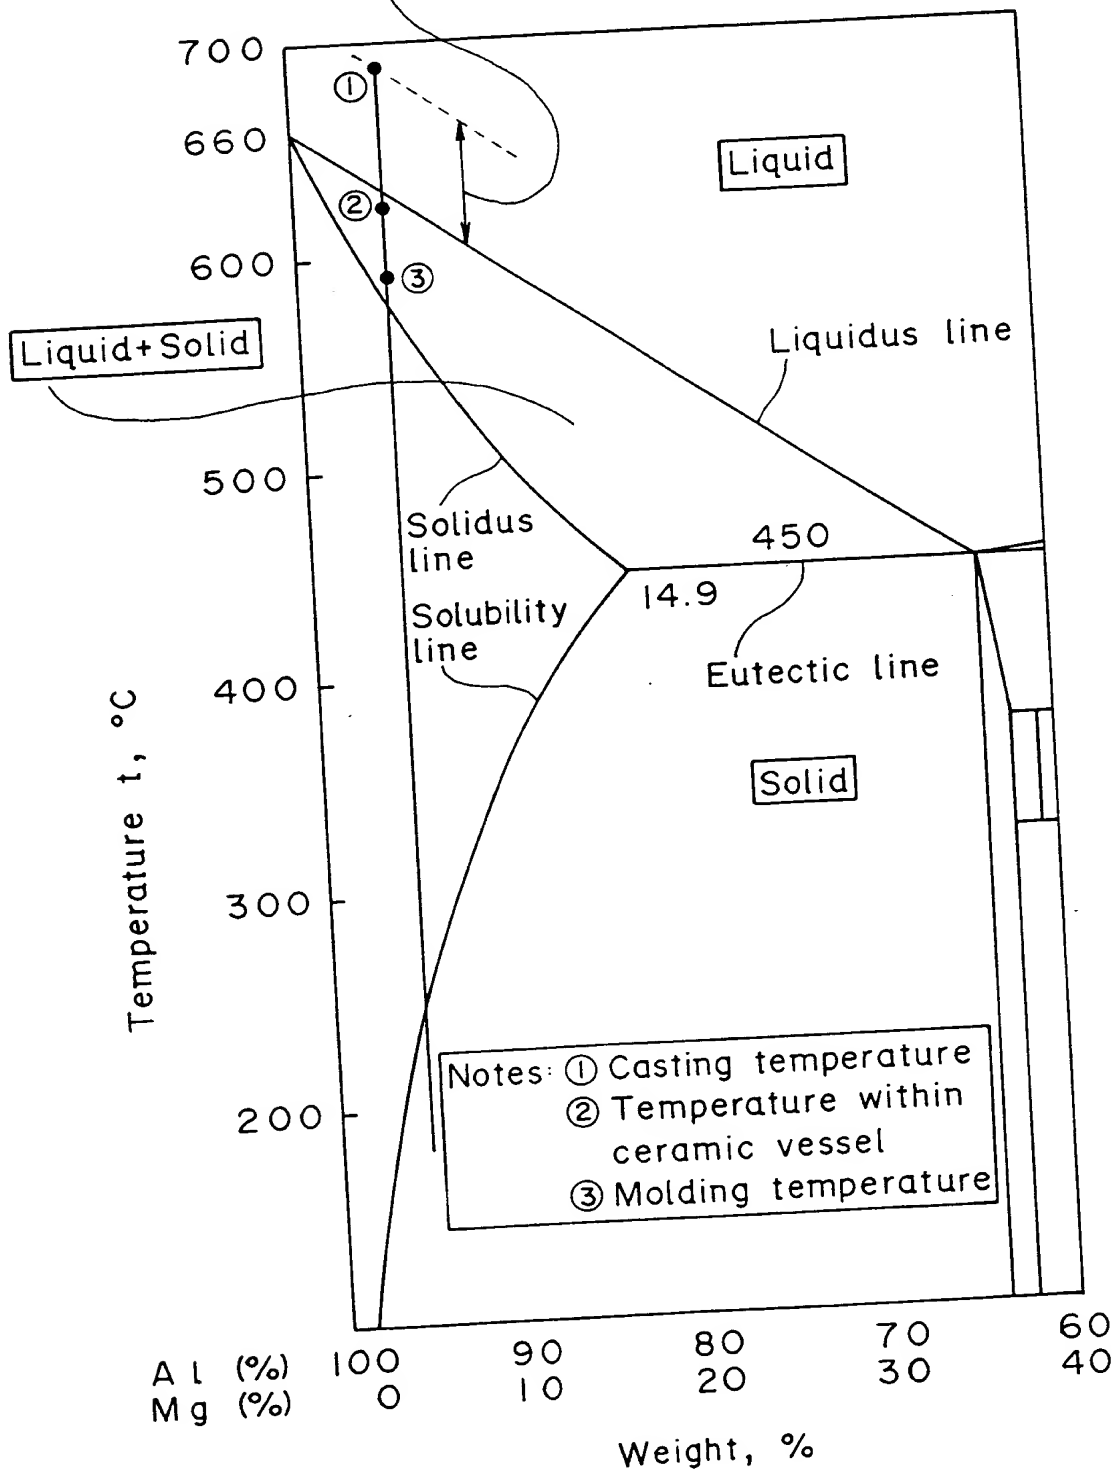 700
①
660
Liquid
②
600
③
Liquid+Solid
Liquidus line
500
Solidus
line
450
14.9
Solubility
line
Eutectic line
400
Solid
Temperature t, °C
300
Notes: ① Casting temperature
② Temperature within
ceramic vessel
③ Molding temperature
200
Al (%) 100 90 80 70 60
Mg (%) 0 10 20 30 40
Weight, %